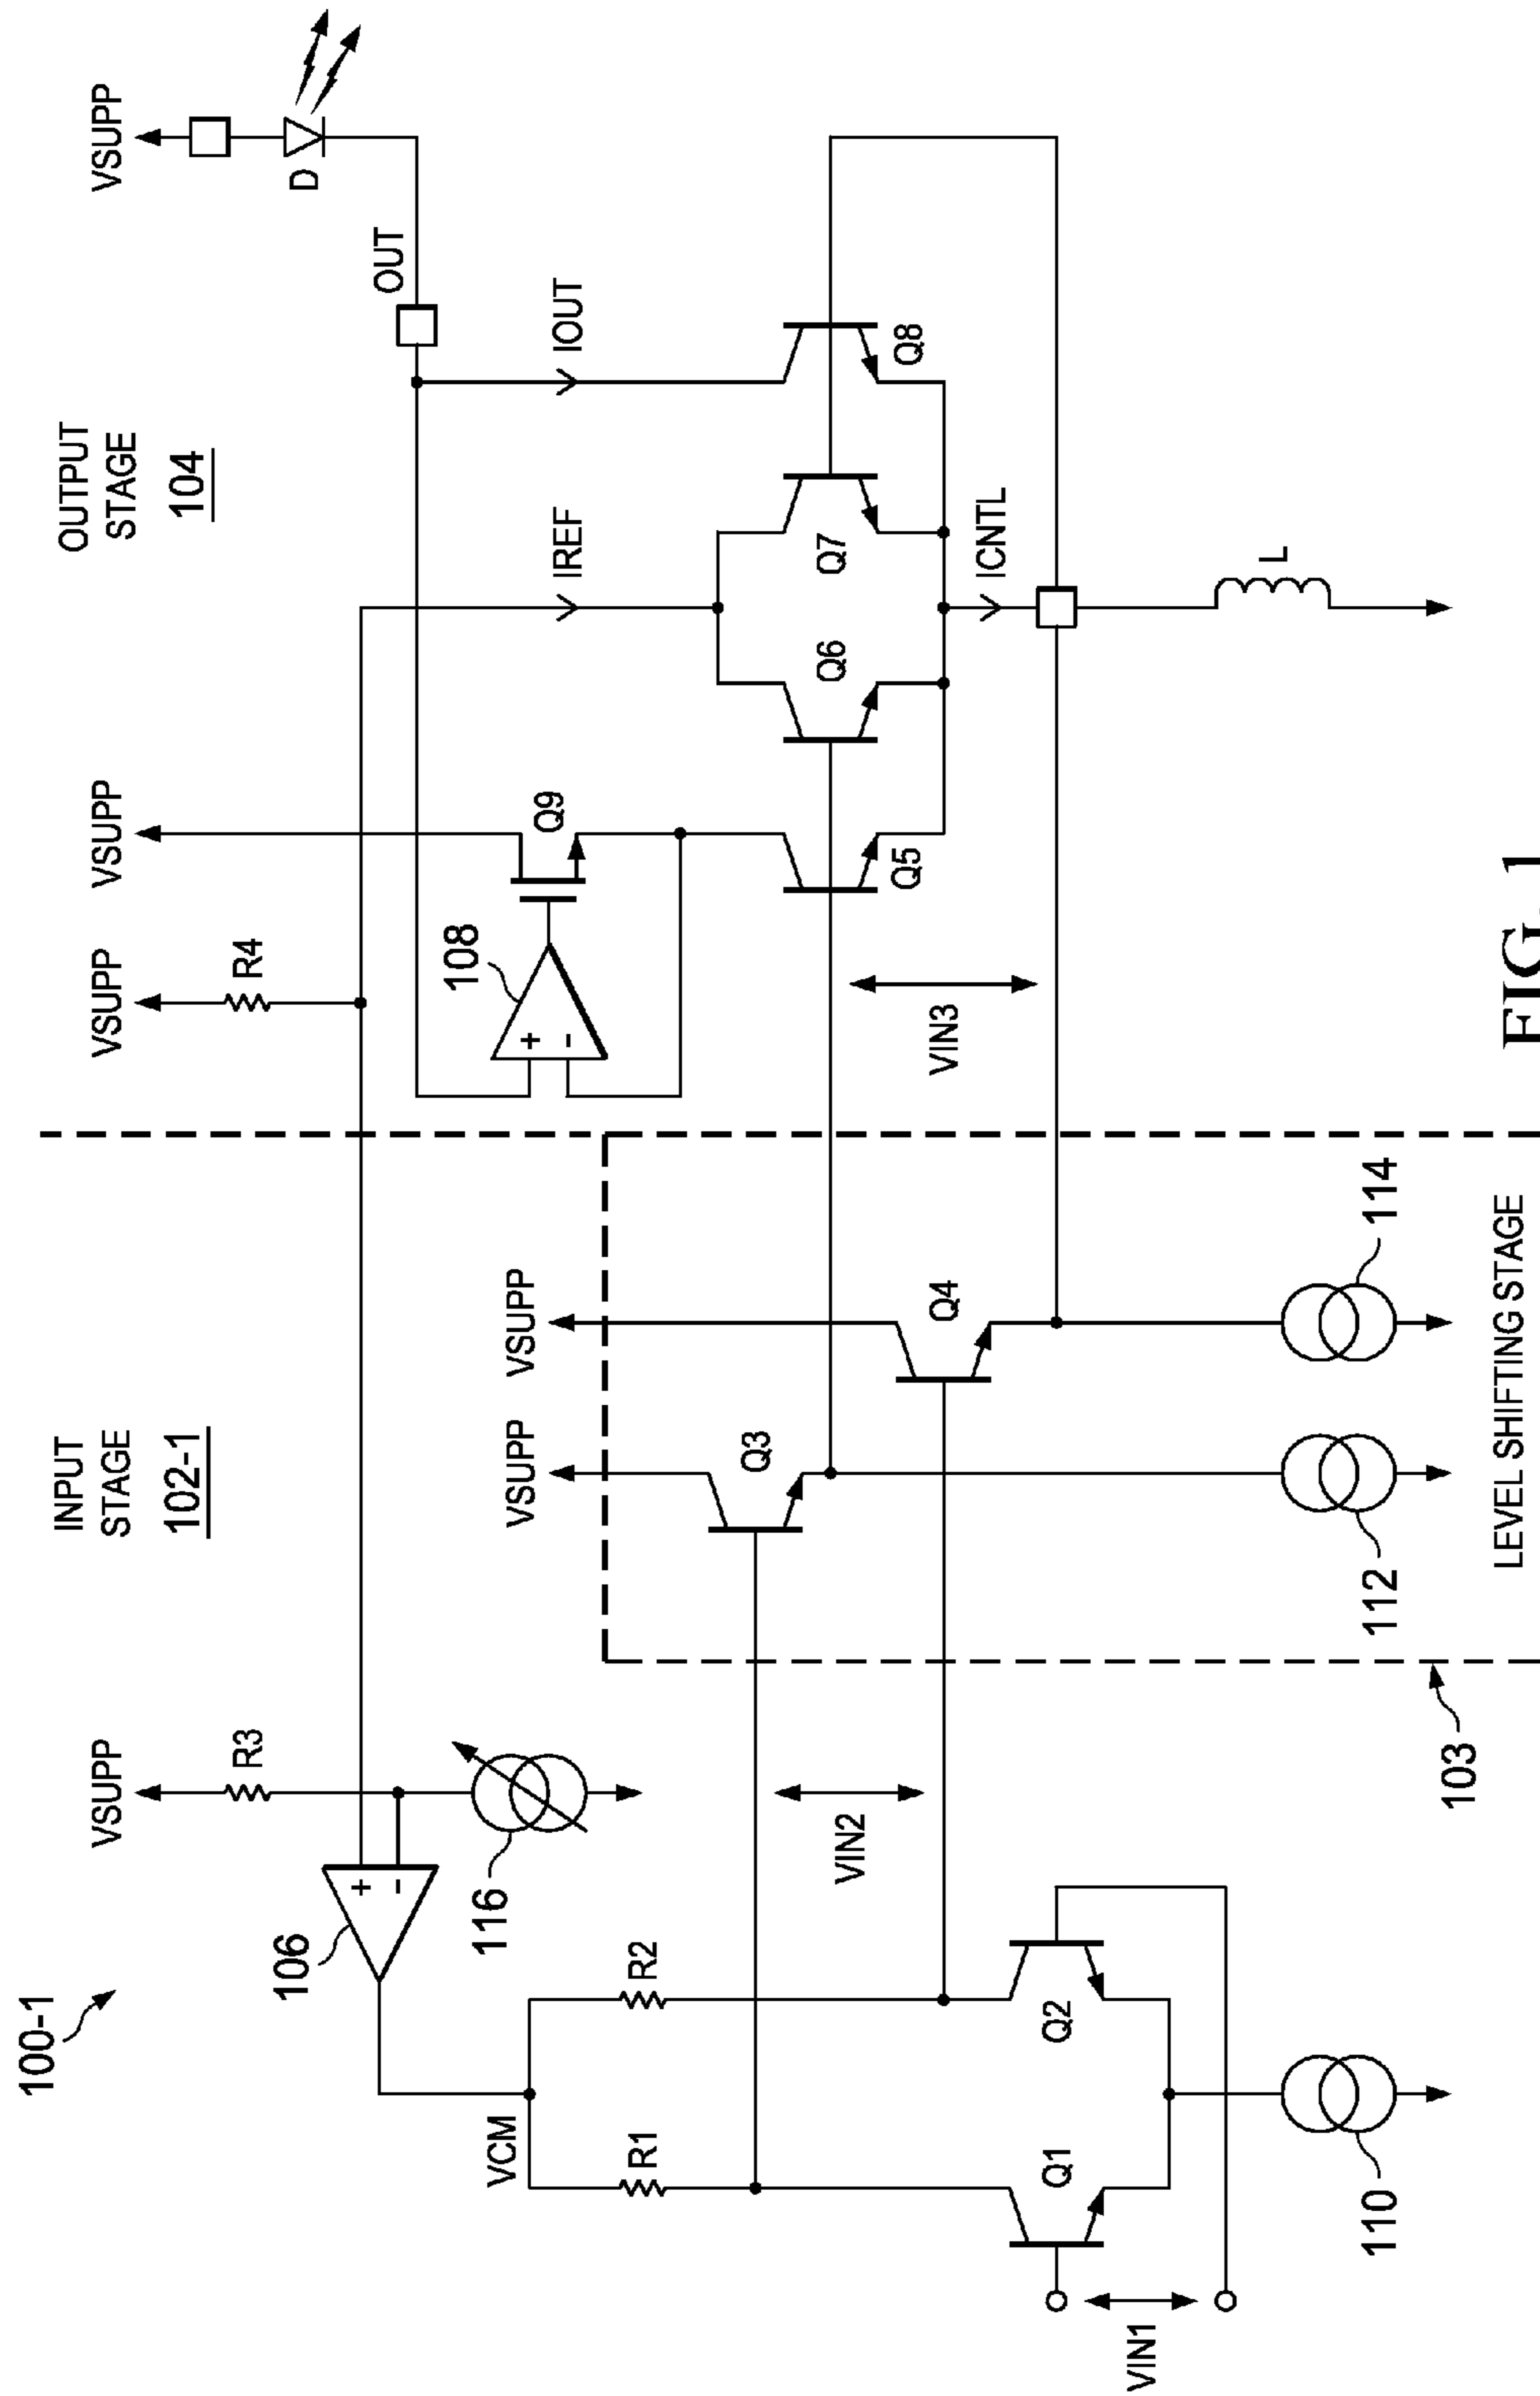 100-1
INPUT
STAGE
102-1
OUTPUT
STAGE
104
VSUPP
R3
VSUPP
R4
VSUPP
VSUPP
D
OUT
106
+
-
116
VCM
R1
R2
VIN2
VSUPP
VSUPP
Q3
Q4
108
+
-
Q9
IREF
IOUT
Q5
Q6
Q7
Q8
VIN3
ICNTL
L
Q1
Q2
VIN1
110
103
112
114
LEVEL SHIFTING STAGE
FIG. 1